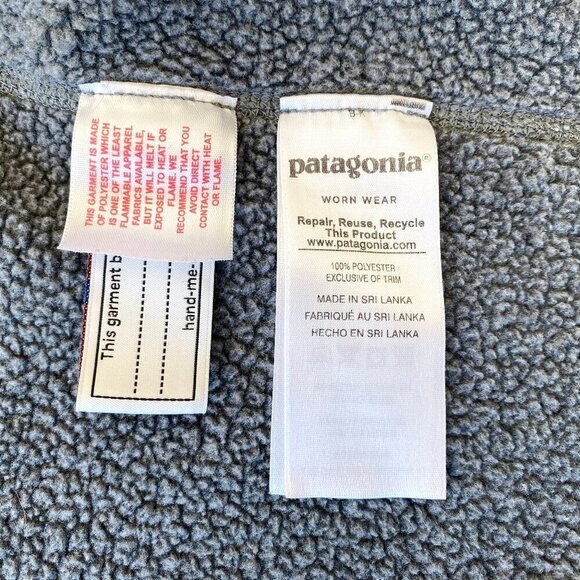 THIS GARMENT IS MADE
OF POLYESTER WHICH
IS ONE OF THE LEAST
FLAMMABLE APPAREL
FABRICS AVAILABLE,
BUT IT WILL MELT IF
EXPOSED TO HEAT OR
FLAME. WE
RECOMMEND THAT YOU
AVOID DIRECT
CONTACT WITH HEAT
OR FLAME.
This garment b
hand-me-
patagonia®
WORN WEAR
Repair, Reuse, Recycle
This Product
www.patagonia.com
100% POLYESTER
EXCLUSIVE OF TRIM
MADE IN SRI LANKA
FABRIQUÉ AU SRI LANKA
HECHO EN SRI LANKA